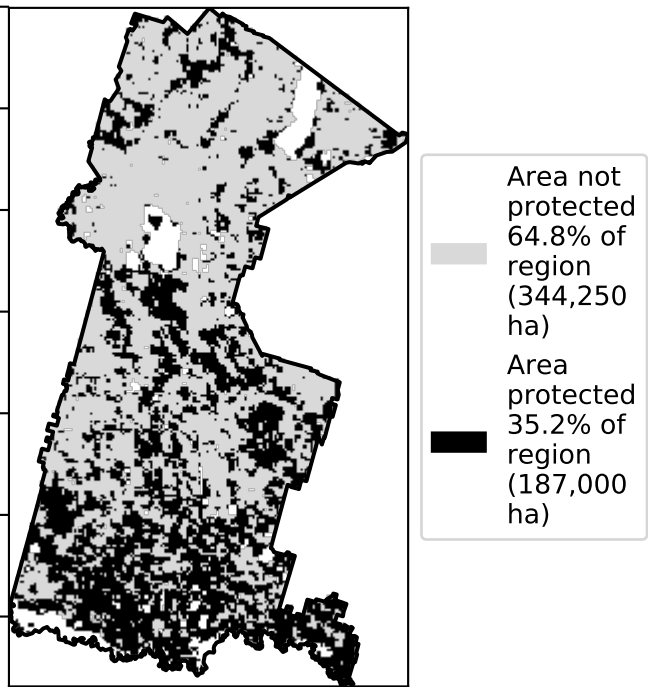 Area not
protected
64.8% of
region
(344,250
ha)
Area
protected
35.2% of
region
(187,000
ha)